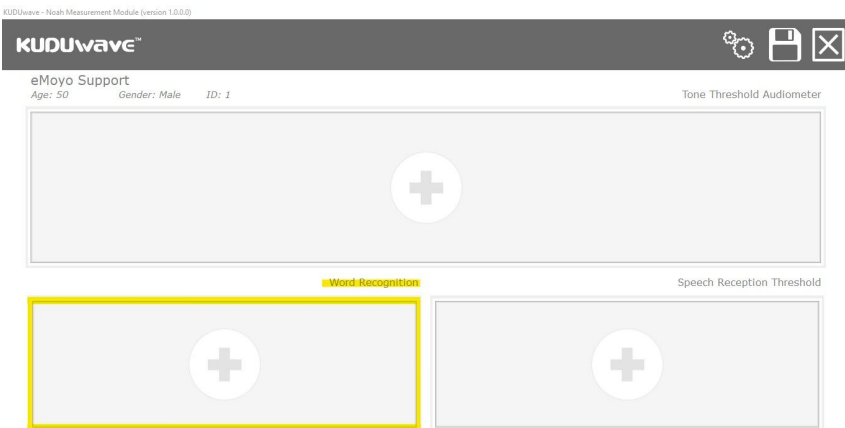 KUDUwave - Noah Measurement Module (version 1.0.0.0)
KUDUwave™
eMoyo Support
Age: 50 Gender: Male ID: 1 Tone Threshold Audiometer
Word Recognition Speech Reception Threshold